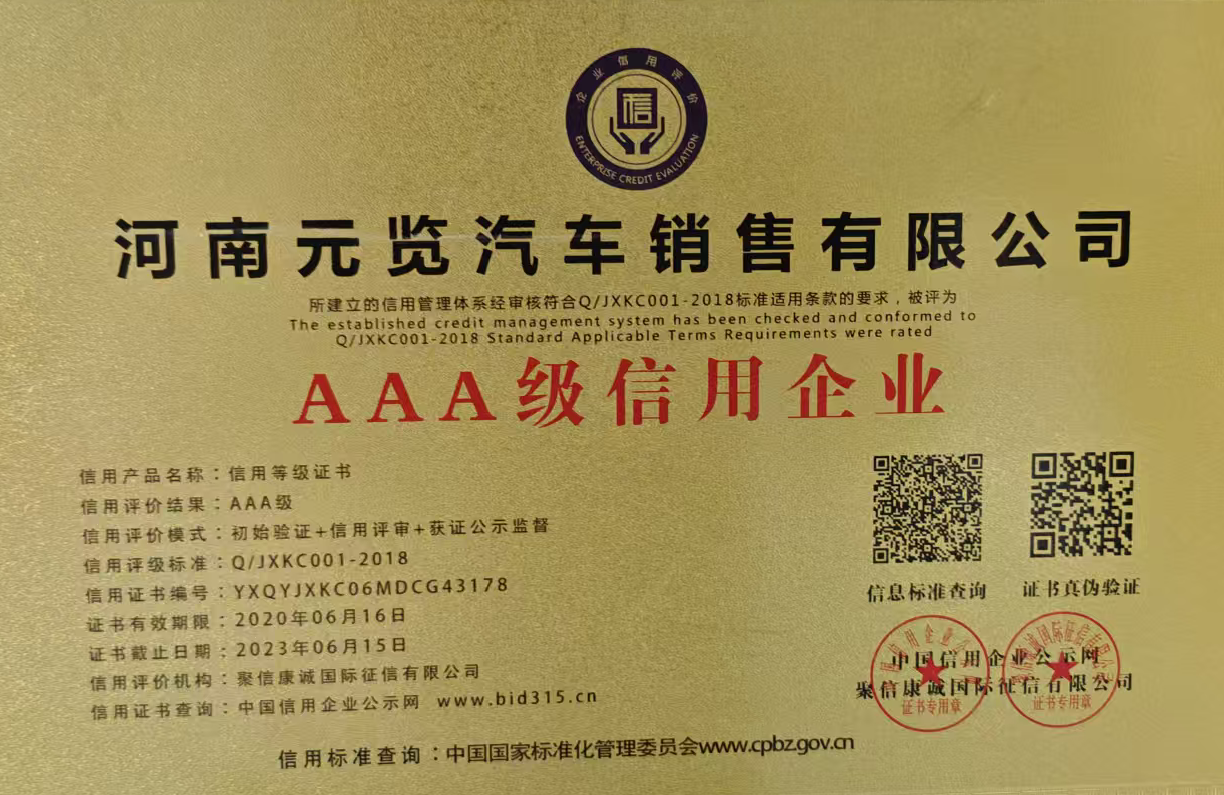 企业信用评价
信
ENTERPRISE CREDIT EVALUATION
河南元览汽车销售有限公司
所建立的信用管理体系经审核符合Q/JXKC001-2018标准适用条款的要求，被评为
The established credit management system has been checked and conformed to
Q/JXKC001-2018 Standard Applicable Terms Requirements were rated
AAA级信用企业
信用产品名称：信用等级证书
信用评价结果：AAA级
信用评价模式：初始验证+信用评审+获证公示监督
信用评级标准：Q/JXKC001-2018
信用证书编号：YXQYJXKC06MDCG43178
证书有效期限：2020年06月16日
证书截止日期：2023年06月15日
信用评价机构：聚信康诚国际征信有限公司
信用证书查询：中国信用企业公示网 www.bid315.cn
信息标准查询 证书真伪验证
中国信用企业公示网
聚信康诚国际征信有限公司
证书专用章 证书专用章
信用标准查询：中国国家标准化管理委员会www.cpbz.gov.cn